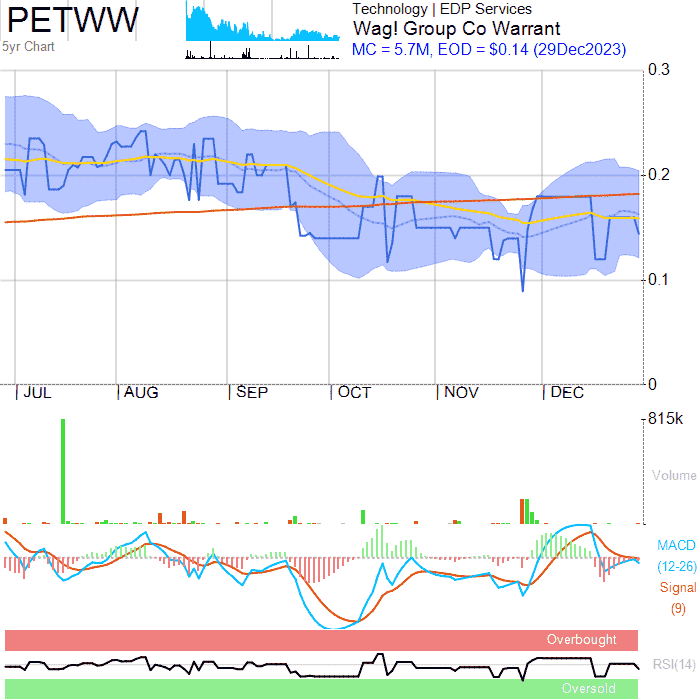 PETWW
5yr Chart
Technology | EDP Services
Wag! Group Co Warrant
MC = 5.7M, EOD = $0.14 (29Dec2023)
0.3
0.2
0.1
0
JUL AUG SEP OCT NOV DEC
815k
Volume
MACD
(12-26)
Signal
(9)
Overbought
RSI(14)
Oversold